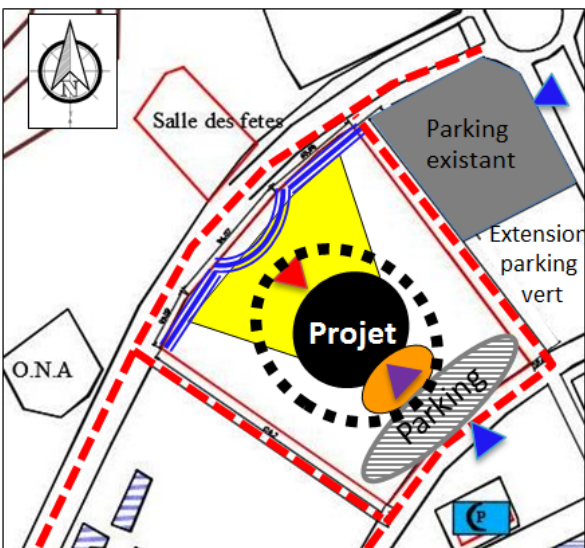 N
Salle des fetes
Parking
existant
Extension
parking
vert
Projet
O.N.A
Parking
P